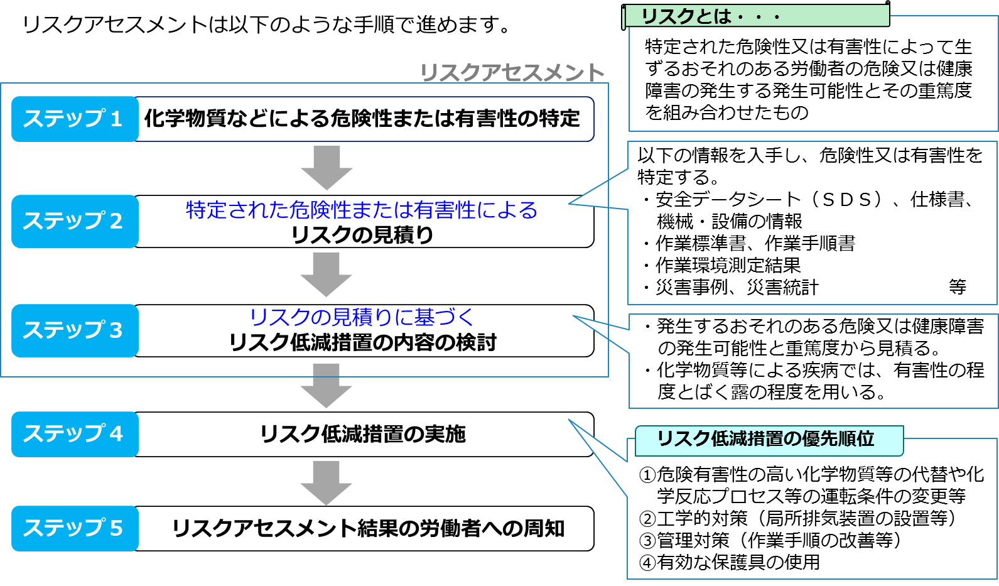 リスクアセスメントは以下のような手順で進めます。
リスクアセスメント
ステップ１
化学物質などによる危険性または有害性の特定
ステップ２
特定された危険性または有害性による
リスクの見積り
ステップ３
リスクの見積りに基づく
リスク低減措置の内容の検討
ステップ４
リスク低減措置の実施
ステップ５
リスクアセスメント結果の労働者への周知
リスクとは・・・
特定された危険性又は有害性によって生
ずるおそれのある労働者の危険又は健康
障害の発生する発生可能性とその重篤度
を組み合わせたもの
以下の情報を入手し、危険性又は有害性を
特定する。
・安全データシート（ＳＤＳ）、仕様書、
機械・設備の情報
・作業標準書、作業手順書
・作業環境測定結果
・災害事例、災害統計　　　　　　　等
・発生するおそれのある危険又は健康障害
の発生可能性と重篤度から見積る。
・化学物質等による疾病では、有害性の程
度とばく露の程度を用いる。
リスク低減措置の優先順位
①危険有害性の高い化学物質等の代替や化
学反応プロセス等の運転条件の変更等
②工学的対策（局所排気装置の設置等）
③管理対策（作業手順の改善等）
④有効な保護具の使用